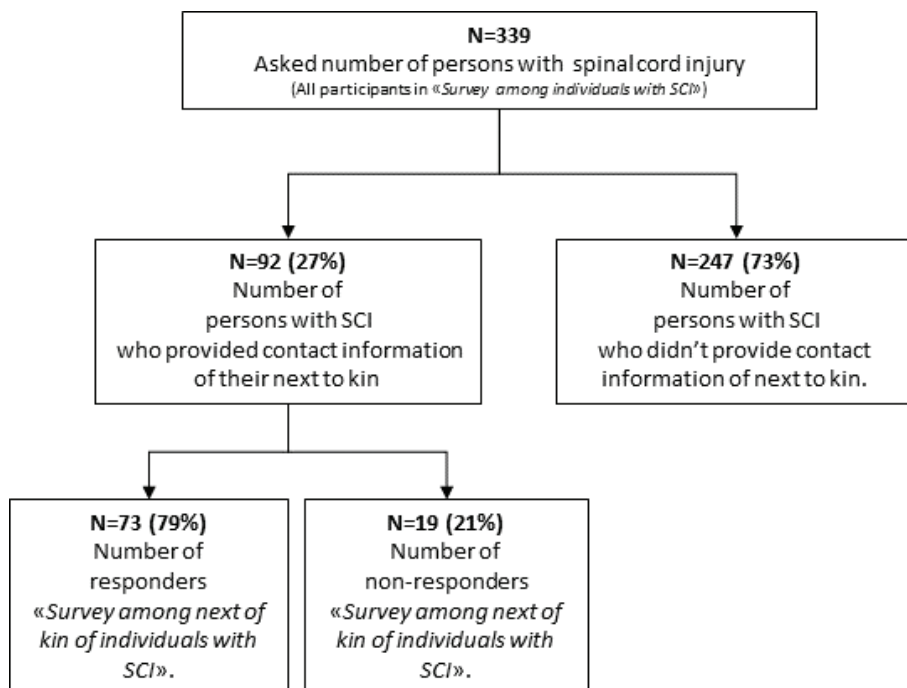 N=339
Asked number of persons with spinal cord injury
(All participants in «Survey among individuals with SCI»)
N=92 (27%)
Number of
persons with SCI
who provided contact information
of their next to kin
N=247 (73%)
Number of
persons with SCI
who didn't provide contact
information of next to kin.
N=73 (79%)
Number of
responders
«Survey among next of
kin of individuals with
SCI».
N=19 (21%)
Number of
non-responders
«Survey among next of
kin of individuals with
SCI».